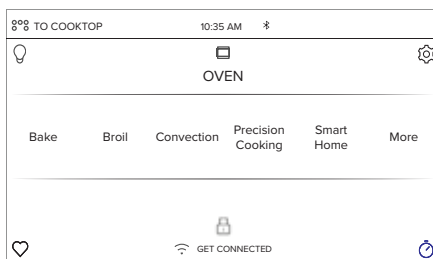 TO COOKTOP 10:35 AM
OVEN
Bake Broil Convection Precision Cooking Smart Home More
GET CONNECTED